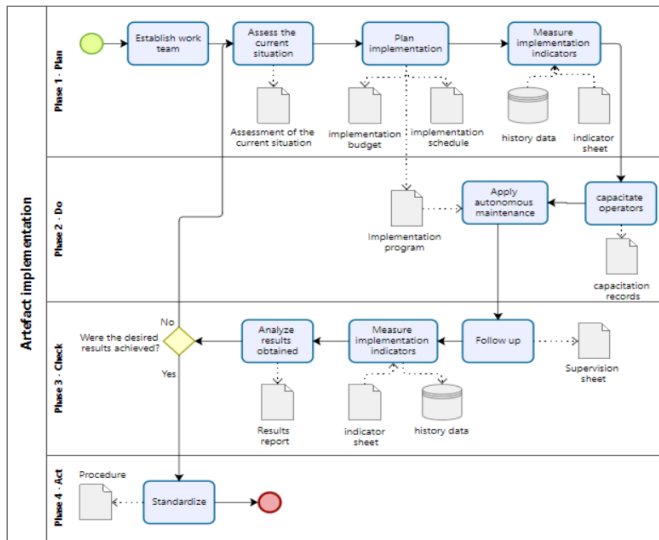 Artefact implementation
Phase 1 - Plan
Establish work
team
Assess the
current
situation
Plan
implementation
Measure
implementation
indicators
Assessment of the
current situation
implementation
budget
implementation
schedule
history data
indicator
sheet
Phase 2 - Do
Implementation
program
Apply
autonomous
maintenance
capacitate
operators
capacitation
records
Phase 3 - Check
No
Were the desired
results achieved?
Yes
Analyze
results
obtained
Measure
implementation
indicators
Follow up
Results
report
indicator
sheet
history data
Supervision
sheet
Phase 4 - Act
Procedure
Standardize